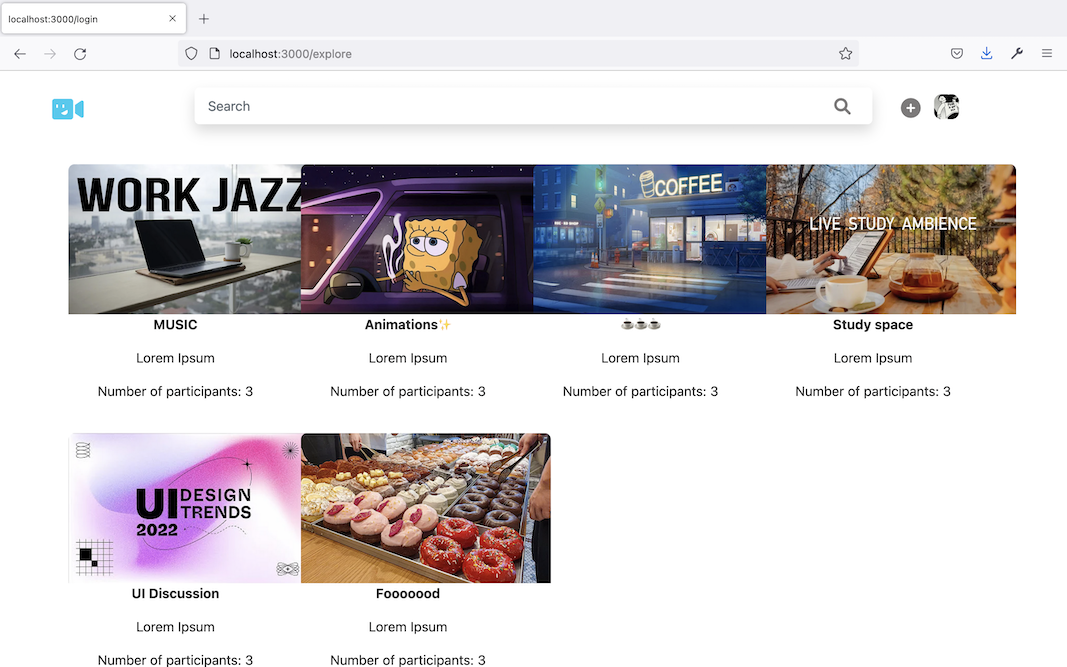 localhost:3000/login
localhost:3000/explore
Search
WORK JAZZ
COFFEE
LIVE STUDY AMBIENCE
MUSIC
Animations✨
☕☕☕
Study space
Lorem Ipsum
Lorem Ipsum
Lorem Ipsum
Lorem Ipsum
Number of participants: 3
Number of participants: 3
Number of participants: 3
Number of participants: 3
UI DESIGN
TRENDS
2022
UI Discussion
Fooooood
Lorem Ipsum
Lorem Ipsum
Number of participants: 3
Number of participants: 3